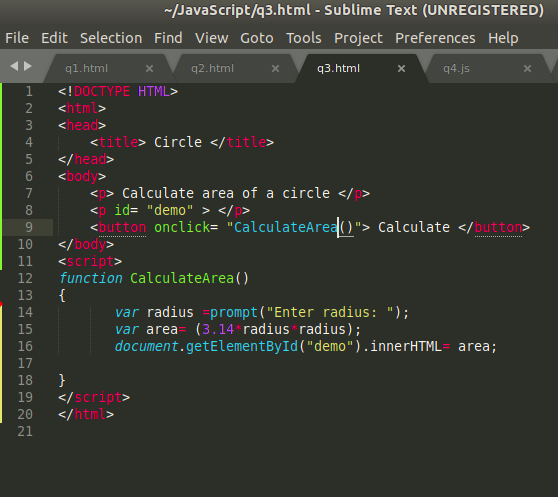 ~/JavaScript/q3.html - Sublime Text (UNREGISTERED)
File Edit Selection Find View Goto Tools Project Preferences Help
q1.html × q2.html × q3.html × q4.js ×
1 <!DOCTYPE HTML>
2 <html>
3 <head>
4 <title> Circle </title>
5 </head>
6 <body>
7 <p> Calculate area of a circle </p>
8 <p id= "demo" > </p>
9 <button onclick= "CalculateArea()"> Calculate </button>
10 </body>
11 <script>
12 function CalculateArea()
13 {
14 var radius =prompt("Enter radius: ");
15 var area= (3.14*radius*radius);
16 document.getElementById("demo").innerHTML= area;
17
18 }
19 </script>
20 </html>
21